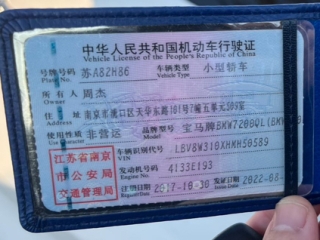 中华人民共和国机动车行驶证
Vehicle License of the People's Republic of China
号牌号码 苏A82H86 车辆类型 小型轿车
Plate No. Vehicle Type
所有人 周杰
Owner
住址 南京市浦口区天华东路101号7幢五单元503室
Address
使用性质 非营运 品牌型号 宝马牌BMW7200QL(BMW
Use Character
江苏省南京
市公安局
交通管理局
车辆识别代号
VIN
发动机号码 4133E193
Engine No.
注册日期 发证日期 2022-08-
Register Date Issue Date